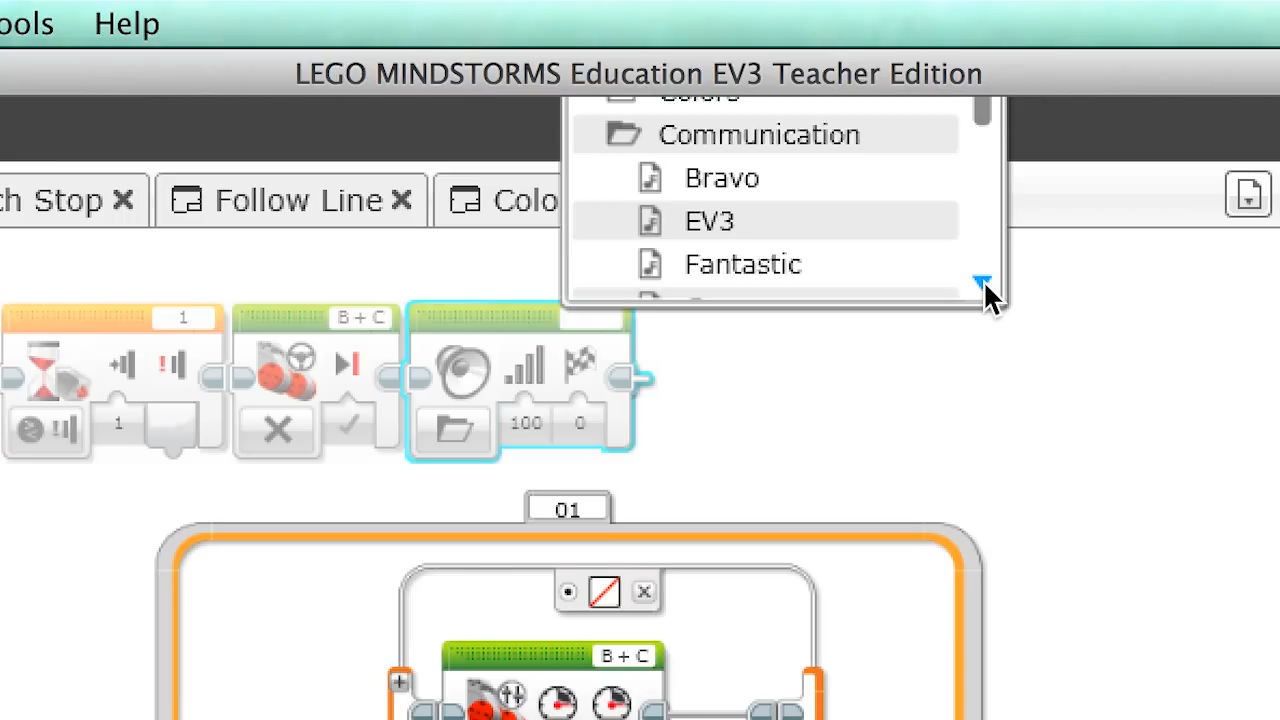 ools Help
LEGO MINDSTORMS Education EV3 Teacher Edition
Colors
Communication
ch Stop
Follow Line
Colo
Bravo
EV3
Fantastic
1
B + C
1
100
0
01
B + C